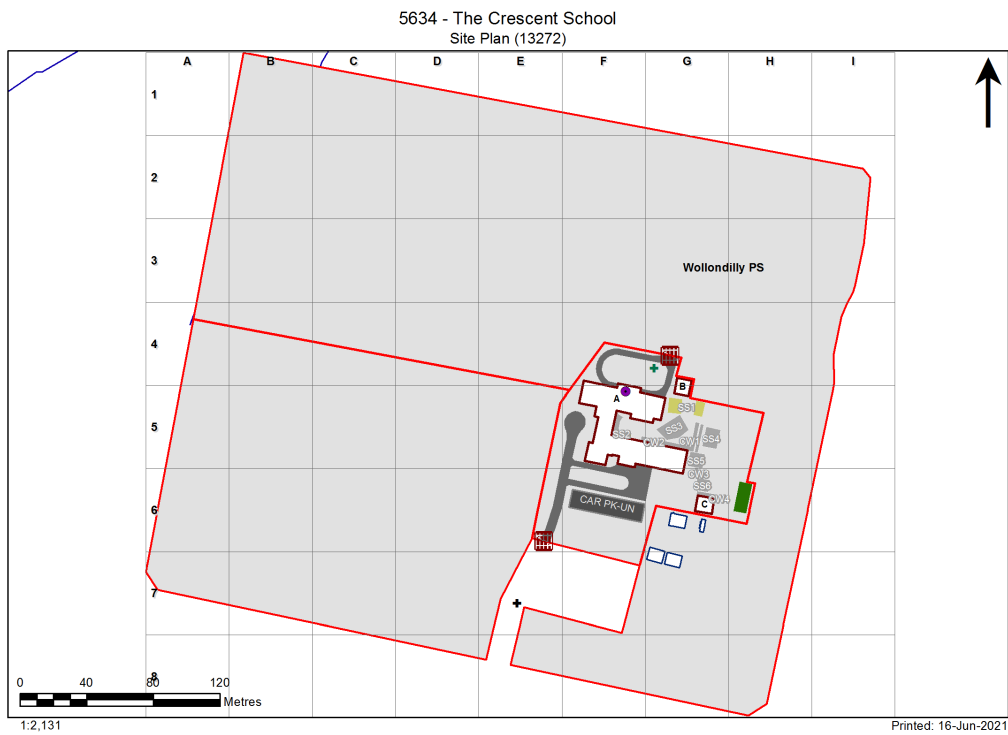 5634 - The Crescent School
Site Plan (13272)
A B C D E F G H I
1
2
3
Wollondilly PS
4
B
A
SS1
SS3
SS2
CW2
CW1
SS4
5
SS5
CW3
SS6
CW4
C
CAR PK-UN
6
7
8
0 40 80 120
Metres
1:2,131
Printed: 16-Jun-2021